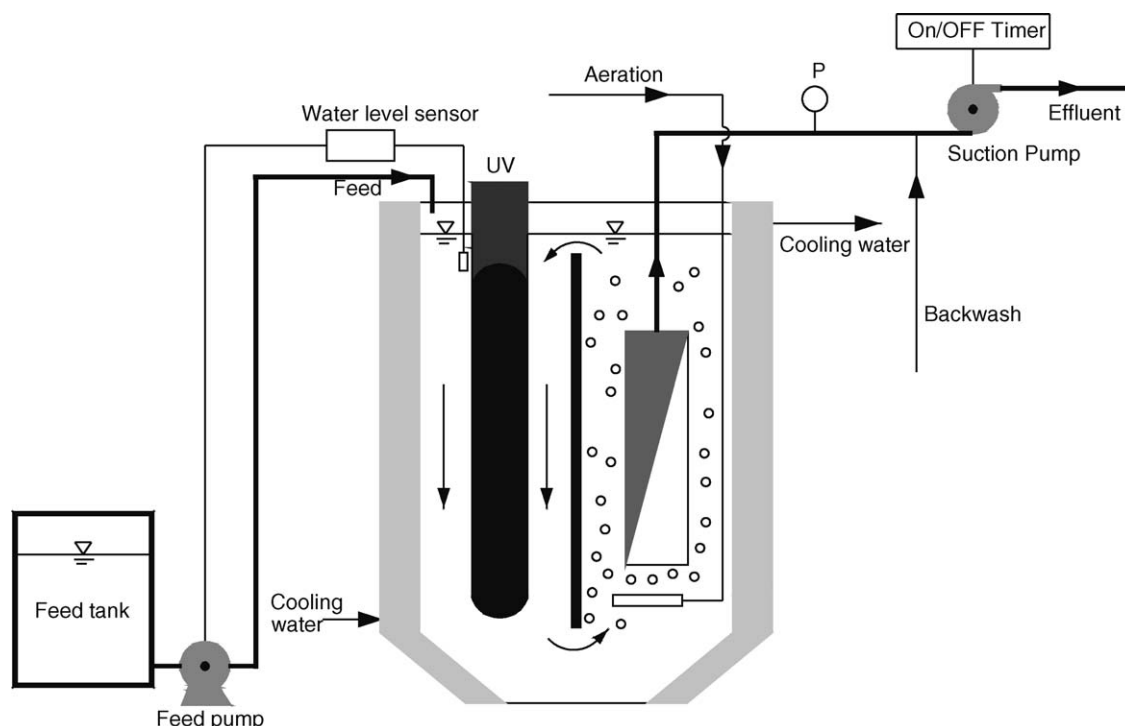 On/OFF Timer
Aeration
P
Water level sensor
Effluent
UV
Suction Pump
Feed
Cooling water
Backwash
Cooling
water
Feed tank
Feed pump